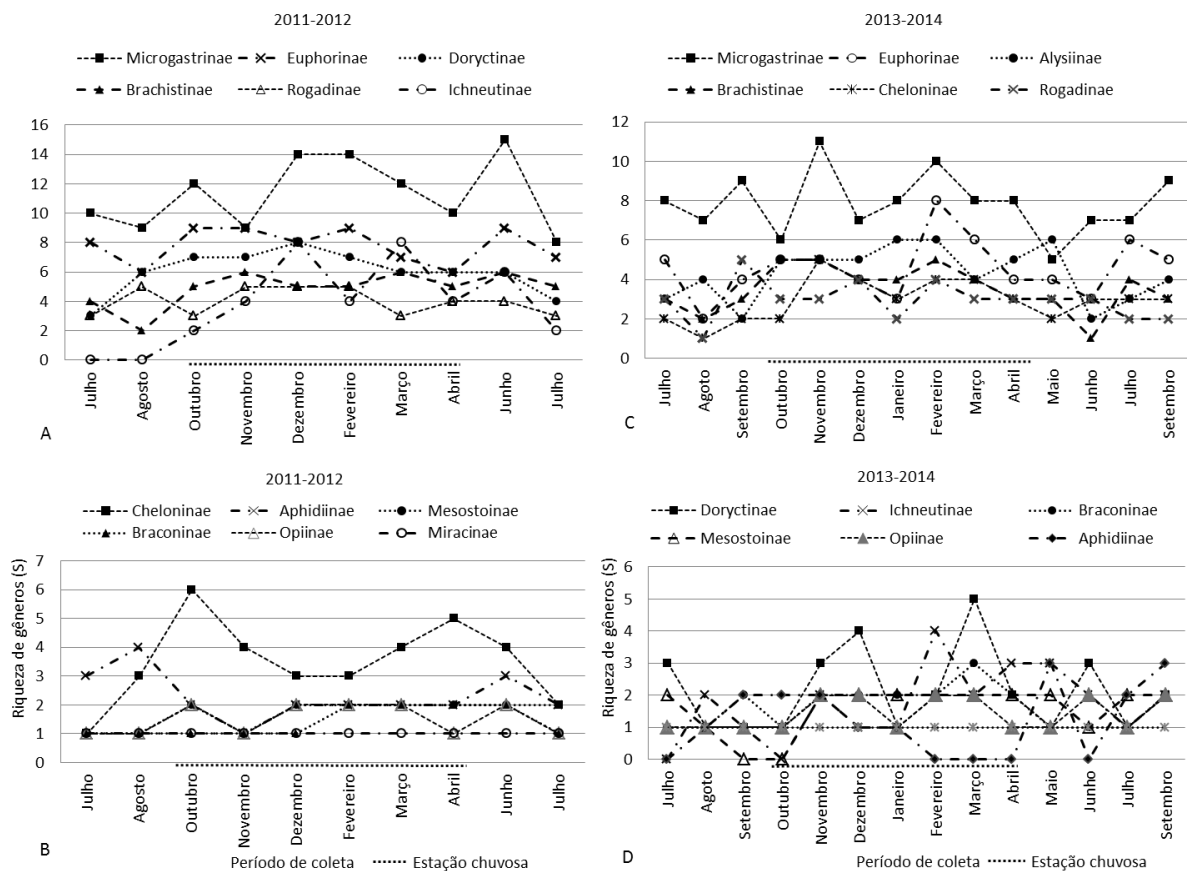 2011-2012
Microgastrinae Euphorinae Doryctinae
Brachistinae Rogadinae Ichneutinae
16
14
12
10
8
6
4
2
0
Julho Agosto Outubro Novembro Dezembro Fevereiro Março Abril Junho Julho
A
2013-2014
Microgastrinae Euphorinae Alysiinae
Brachistinae Cheloninae Rogadinae
12
10
8
6
4
2
0
Julho Agoto Setembro Outubro Novembro Dezembro Janeiro Fevereiro Março Abril Maio Junho Julho Setembro
C
2011-2012
Cheloninae Aphidiinae Mesostoinae
Braconinae Opiinae Miracinae
Riqueza de gêneros (S)
7
6
5
4
3
2
1
0
Julho Agosto Outubro Novembro Dezembro Fevereiro Março Abril Junho Julho
B
Período de coleta Estação chuvosa
2013-2014
Doryctinae Ichneutinae Braconinae
Mesostoinae Opiinae Aphidiinae
Riqueza de gêneros (S)
6
5
4
3
2
1
0
Julho Agoto Setembro Outubro Novembro Dezembro Janeiro Fevereiro Março Abril Maio Junho Julho Setembro
D
Período de coleta Estação chuvosa